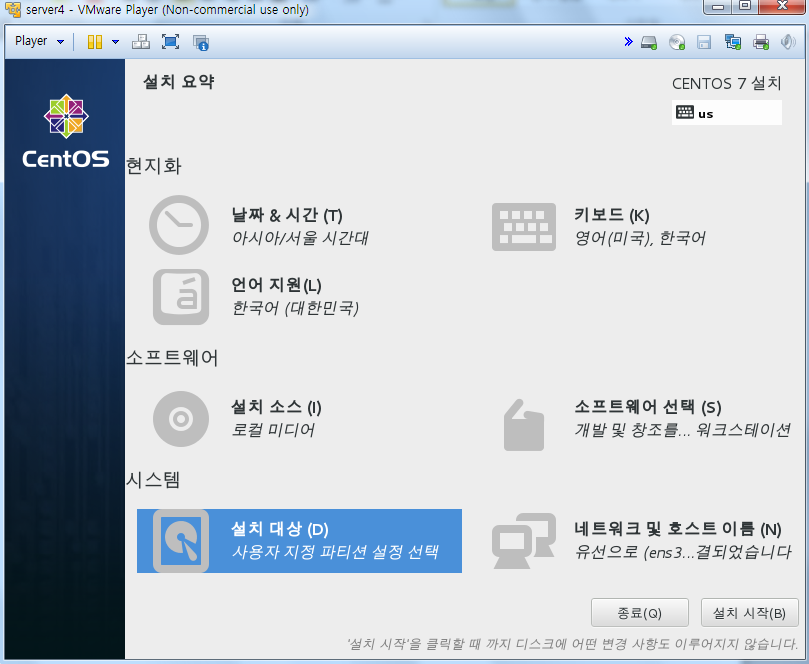 server4 - VMware Player (Non-commercial use only)
Player
설치 요약
CENTOS 7 설치
us
CentOS
현지화
날짜 & 시간 (T)
아시아/서울 시간대
키보드 (K)
영어(미국), 한국어
언어 지원(L)
한국어 (대한민국)
소프트웨어
설치 소스 (I)
로컬 미디어
소프트웨어 선택 (S)
개발 및 창조를... 워크스테이션
시스템
설치 대상 (D)
사용자 지정 파티션 설정 선택
네트워크 및 호스트 이름 (N)
유선으로 (ens3...결되었습니다
종료(Q)
설치 시작(B)
'설치 시작'을 클릭할 때 까지 디스크에 어떤 변경 사항도 이루어지지 않습니다.